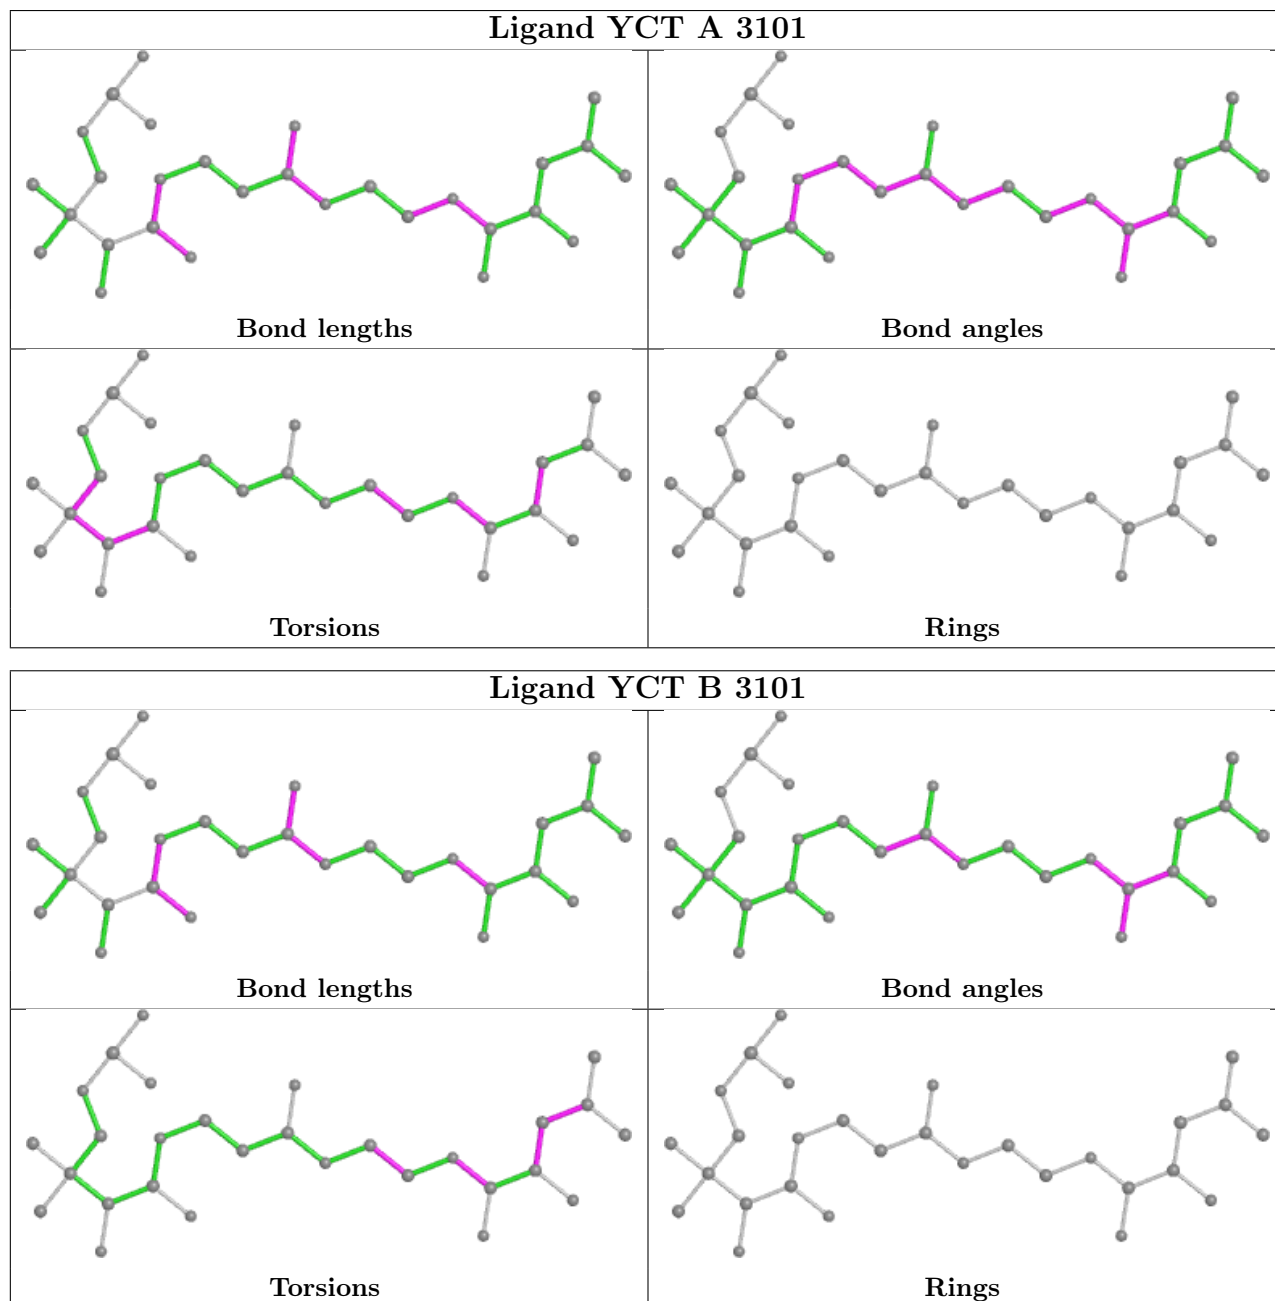 Ligand YCT A 3101
Bond lengths
Bond angles
Torsions
Rings
Ligand YCT B 3101
Bond lengths
Bond angles
Torsions
Rings